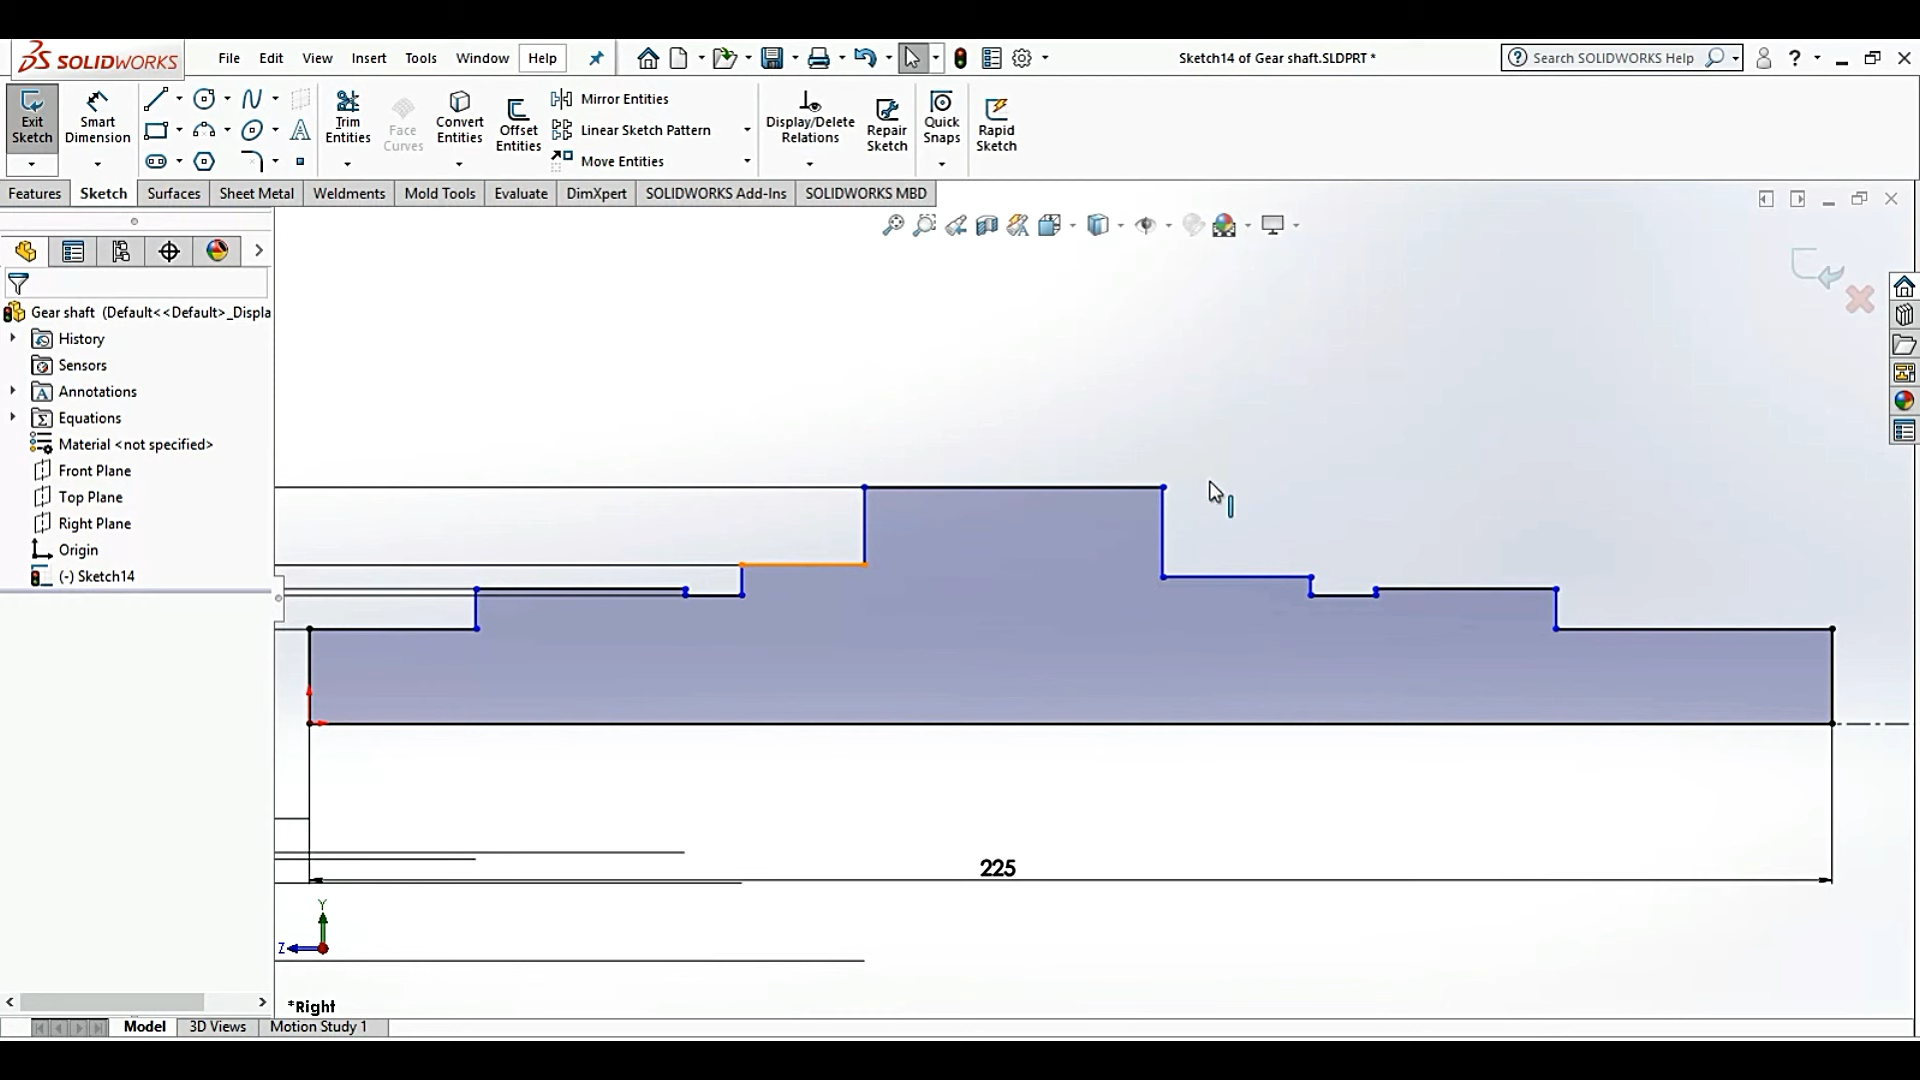 SOLIDWORKS
File Edit View Insert Tools Window Help
Sketch14 of Gear shaft.SLDPRT *
Search SOLIDWORKS Help
Exit Sketch
Smart Dimension
Trim Entities
Face Curves
Convert Entities
Offset Entities
Mirror Entities
Linear Sketch Pattern
Move Entities
Display/Delete Relations
Repair Sketch
Quick Snaps
Rapid Sketch
Features Sketch Surfaces Sheet Metal Weldments Mold Tools Evaluate DimXpert SOLIDWORKS Add-Ins SOLIDWORKS MBD
Gear shaft (Default<<Default>_Displa
History
Sensors
Annotations
Equations
Material <not specified>
Front Plane
Top Plane
Right Plane
Origin
(-) Sketch14
225
Y
Z
*Right
Model 3D Views Motion Study 1